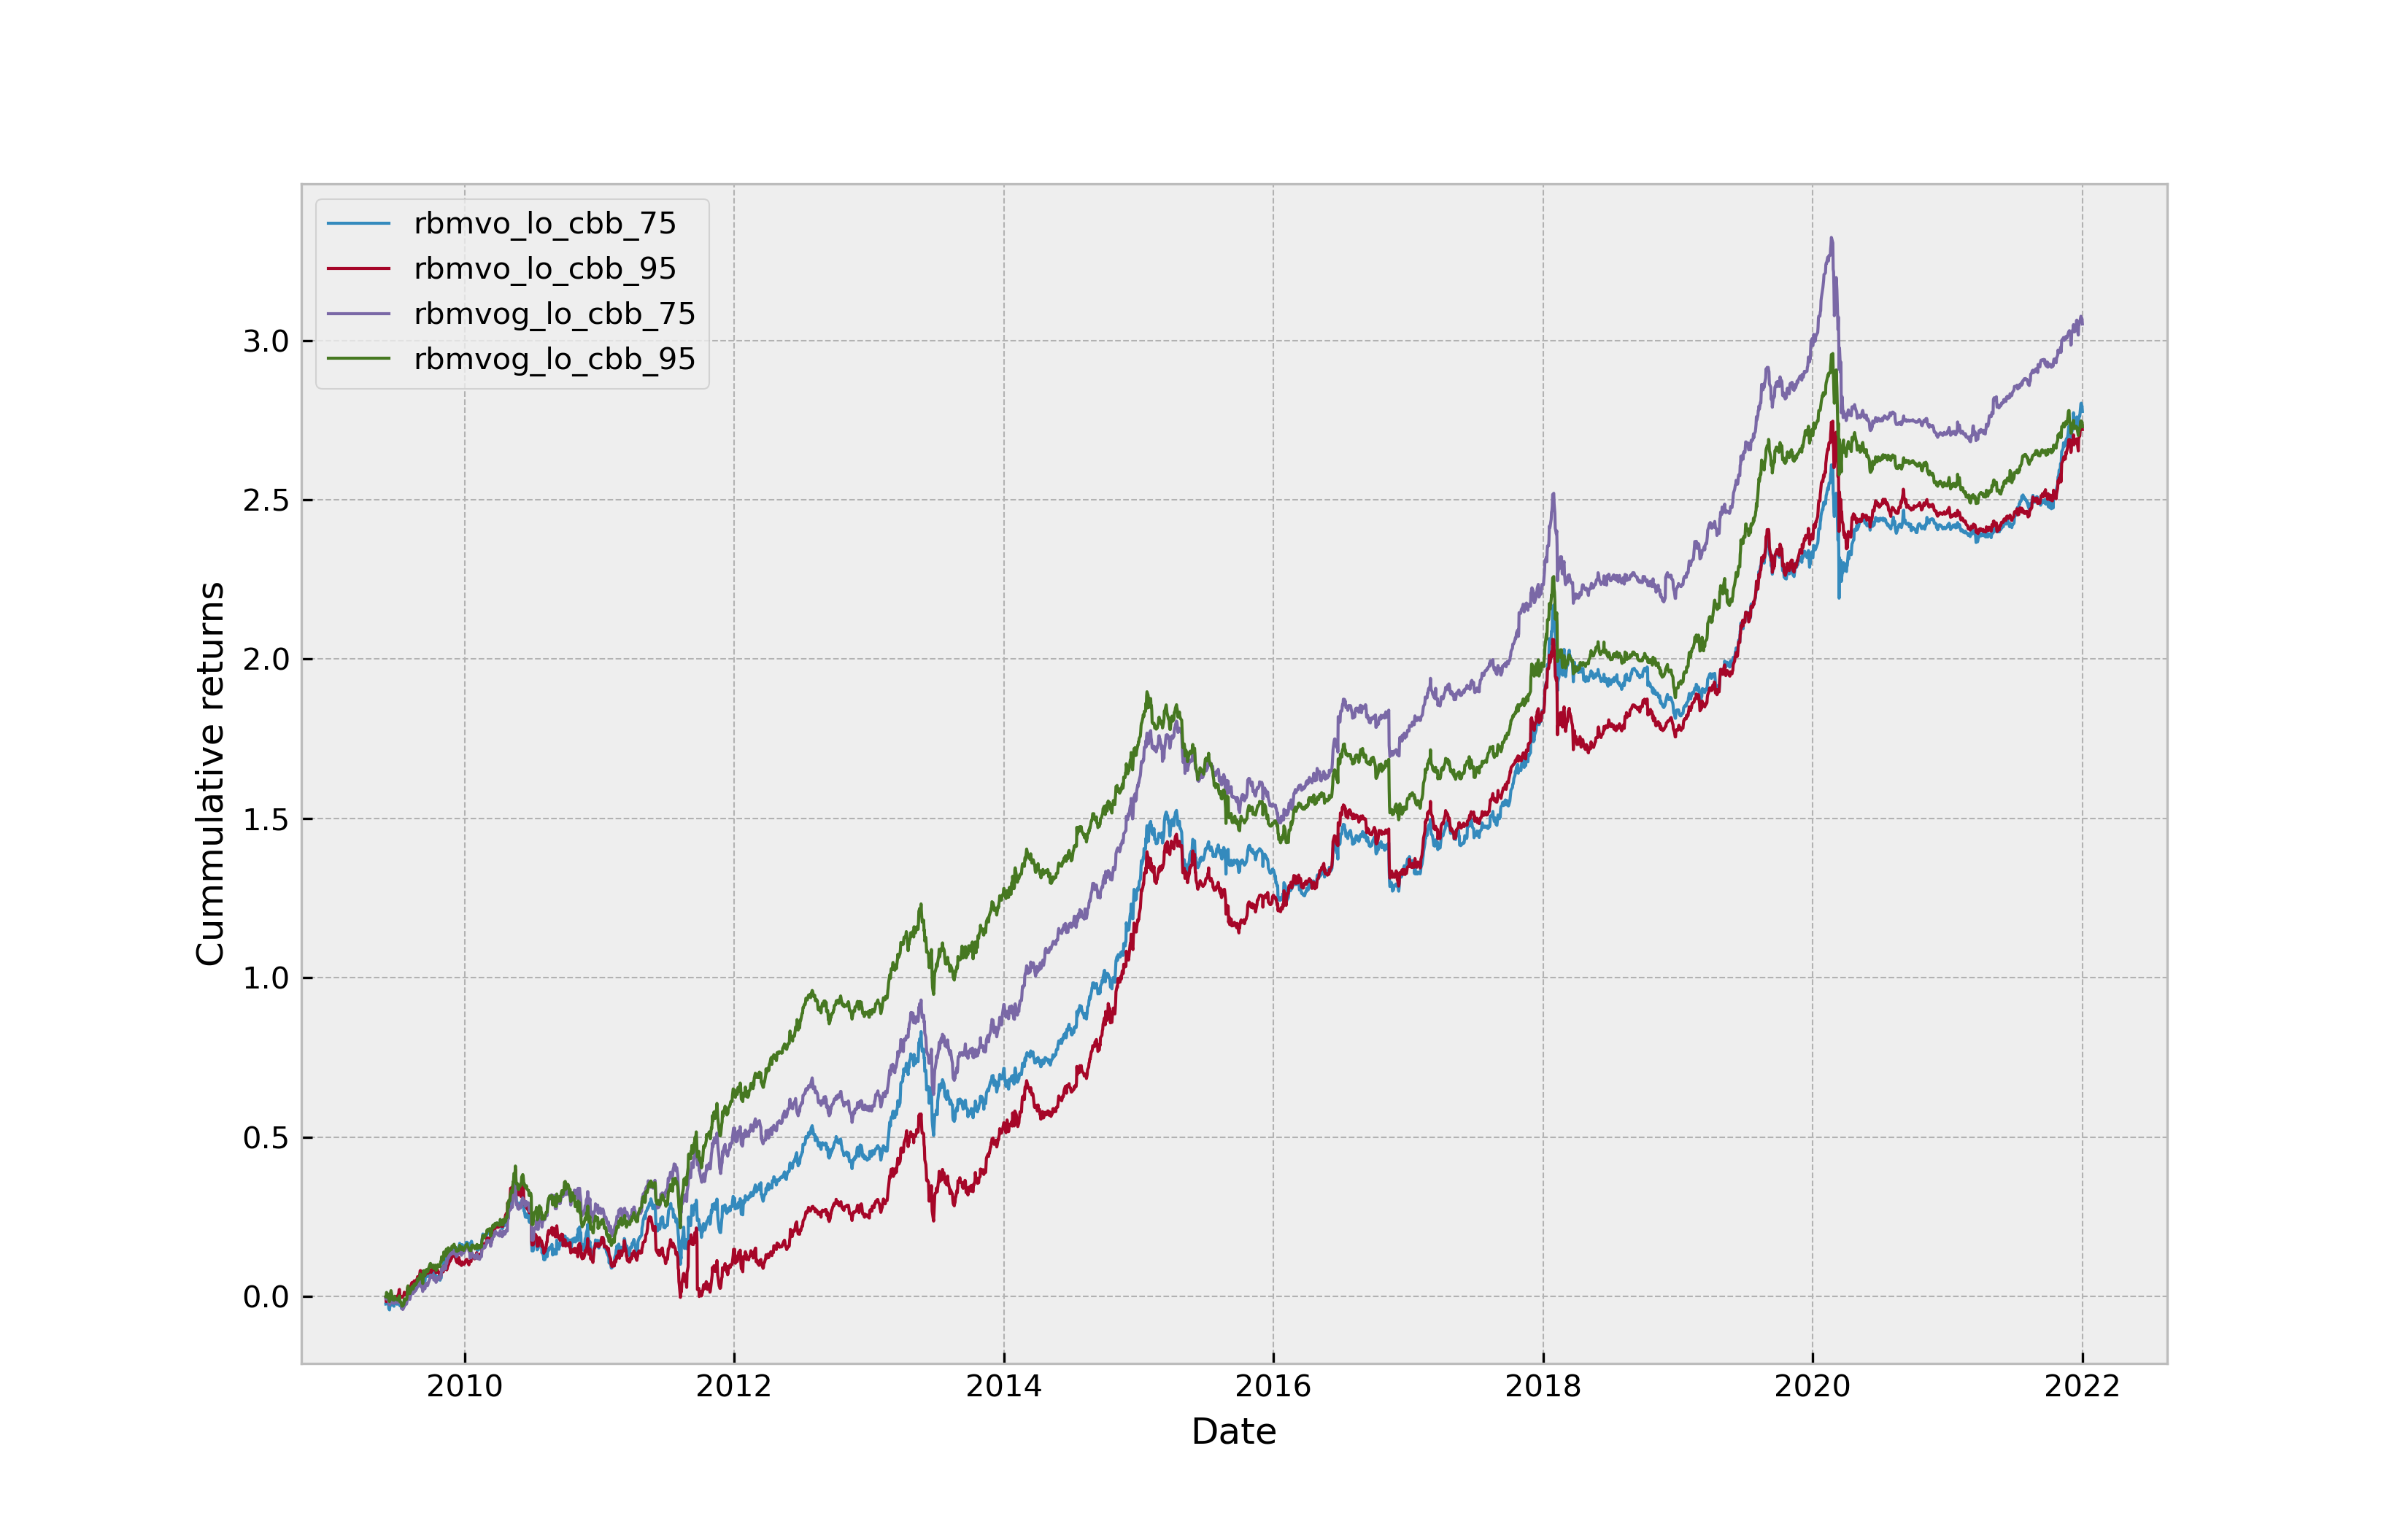 rbmvo_lo_cbb_75
rbmvo_lo_cbb_95
rbmvog_lo_cbb_75
rbmvog_lo_cbb_95
3.0
2.5
2.0
1.5
1.0
0.5
0.0
Cummulative returns
2010 2012 2014 2016 2018 2020 2022
Date